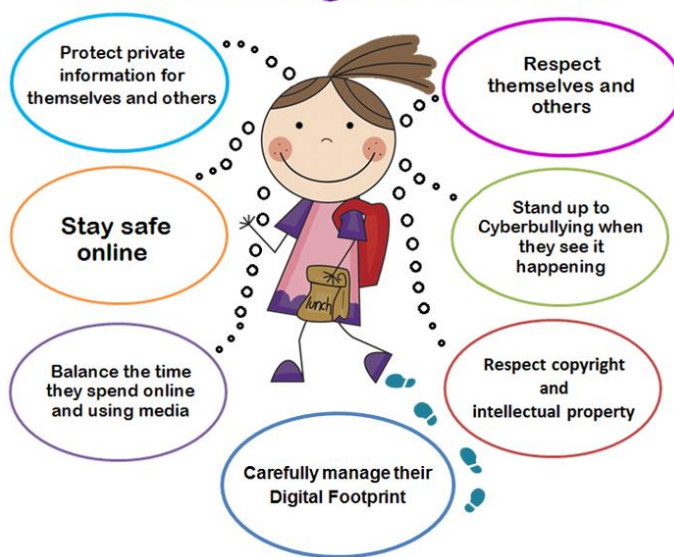 Protect private
information for
themselves and others
Respect
themselves and
others
Stay safe
online
Stand up to
Cyberbullying when
they see it
happening
lunch
Balance the time
they spend online
and using media
Respect copyright
and
intellectual property
Carefully manage their
Digital Footprint